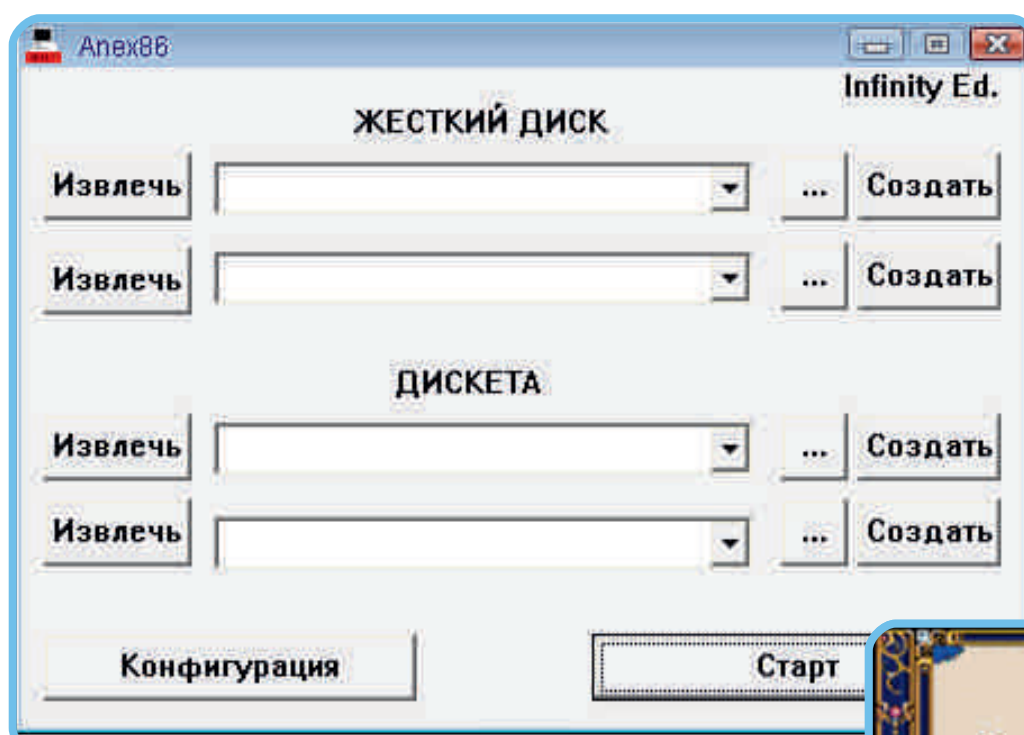 Anex86
Infinity Ed.
ЖЕСТКИЙ ДИСК
Извлечь ... Создать
Извлечь ... Создать
ДИСКЕТА
Извлечь ... Создать
Извлечь ... Создать
Конфигурация Старт